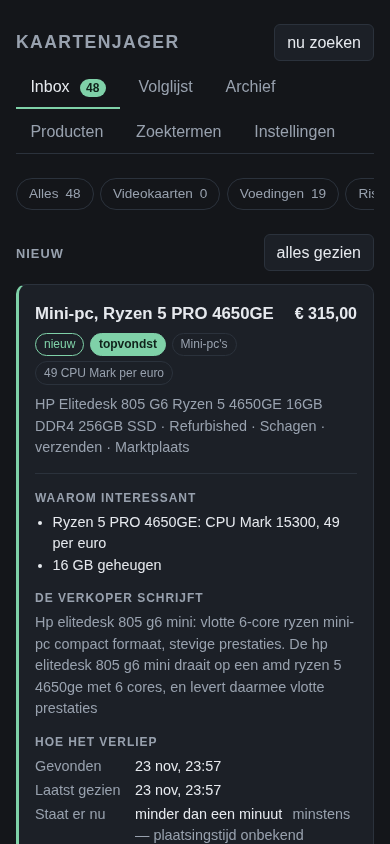 KAARTENJAGER
nu zoeken
Inbox 48 Volglijst Archief
Producten Zoektermen Instellingen
Alles 48 Videokaarten 0 Voedingen 19 Ris
NIEUW
alles gezien
Mini-pc, Ryzen 5 PRO 4650GE € 315,00
nieuw topvondst Mini-pc's
49 CPU Mark per euro
HP Elitedesk 805 G6 Ryzen 5 4650GE 16GB
DDR4 256GB SSD · Refurbished · Schagen ·
verzenden · Marktplaats
WAAROM INTERESSANT
• Ryzen 5 PRO 4650GE: CPU Mark 15300, 49
per euro
• 16 GB geheugen
DE VERKOPER SCHRIJFT
Hp elitedesk 805 g6 mini: vlotte 6-core ryzen mini-
pc compact formaat, stevige prestaties. De hp
elitedesk 805 g6 mini draait op een amd ryzen 5
4650ge met 6 cores, en levert daarmee vlotte
prestaties
HOE HET VERLIEP
Gevonden 23 nov, 23:57
Laatst gezien 23 nov, 23:57
Staat er nu minder dan een minuut minstens
— plaatsingstijd onbekend